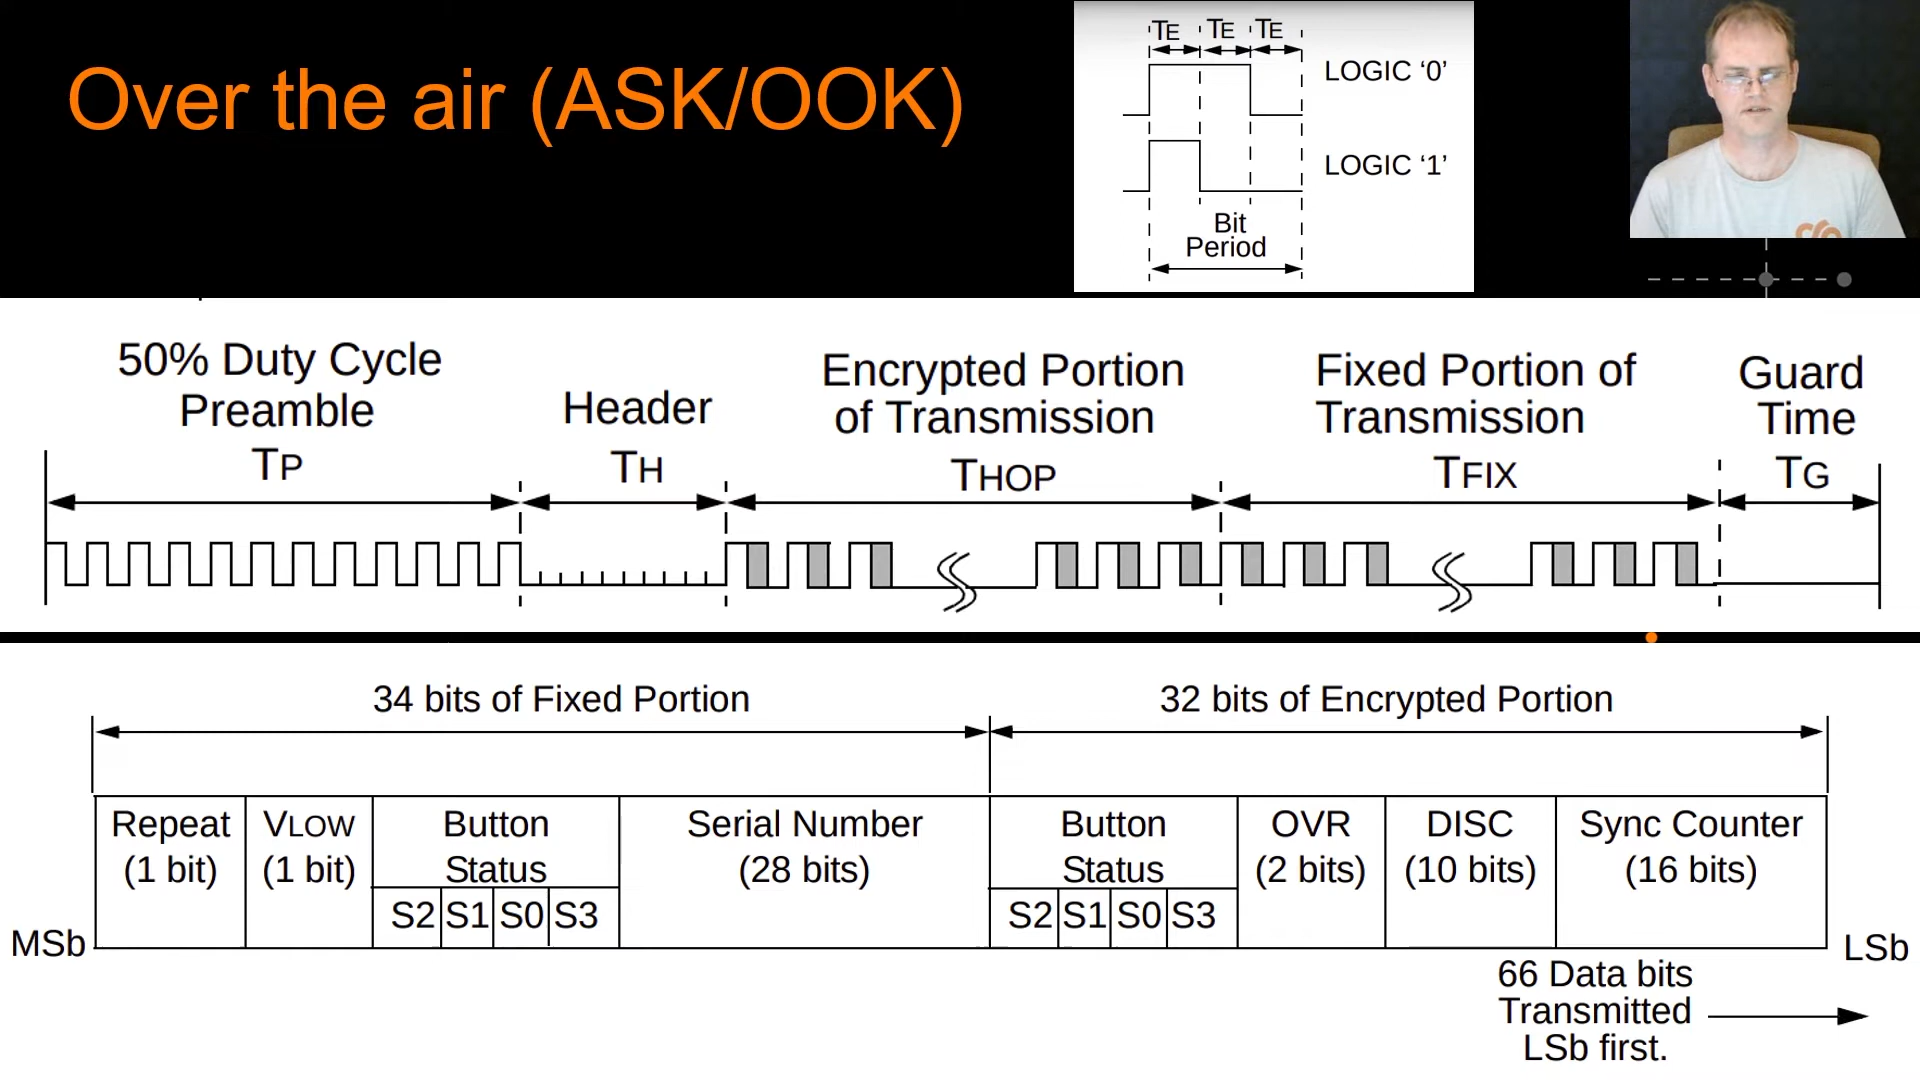 Over the air (ASK/OOK)
TE TE TE
LOGIC ‘0’
LOGIC ‘1’
Bit
Period
50% Duty Cycle
Preamble
TP
Header
TH
Encrypted Portion
of Transmission
THOP
Fixed Portion of
Transmission
TFIX
Guard
Time
TG
34 bits of Fixed Portion
32 bits of Encrypted Portion
Repeat
(1 bit)
VLOW
(1 bit)
Button
Status
S2 S1 S0 S3
Serial Number
(28 bits)
Button
Status
S2 S1 S0 S3
OVR
(2 bits)
DISC
(10 bits)
Sync Counter
(16 bits)
MSb
LSb
66 Data bits
Transmitted
LSb first.